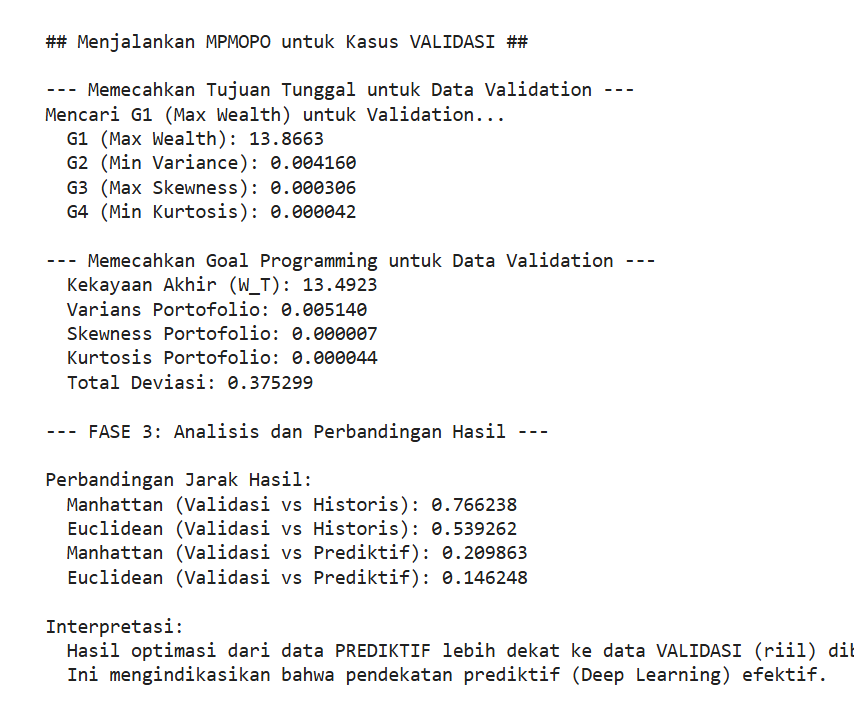 ## Menjalankan MPMOPO untuk Kasus VALIDASI ##
--- Memecahkan Tujuan Tunggal untuk Data Validation ---
Mencari G1 (Max Wealth) untuk Validation...
G1 (Max Wealth): 13.8663
G2 (Min Variance): 0.004160
G3 (Max Skewness): 0.000306
G4 (Min Kurtosis): 0.000042
--- Memecahkan Goal Programming untuk Data Validation ---
Kekayaan Akhir (W_T): 13.4923
Varians Portofolio: 0.005140
Skewness Portofolio: 0.000007
Kurtosis Portofolio: 0.000044
Total Deviasi: 0.375299
--- FASE 3: Analisis dan Perbandingan Hasil ---
Perbandingan Jarak Hasil:
Manhattan (Validasi vs Historis): 0.766238
Euclidean (Validasi vs Historis): 0.539262
Manhattan (Validasi vs Prediktif): 0.209863
Euclidean (Validasi vs Prediktif): 0.146248
Interpretasi:
Hasil optimasi dari data PREDIKTIF lebih dekat ke data VALIDASI (riil)
Ini mengindikasikan bahwa pendekatan prediktif (Deep Learning) efektif.